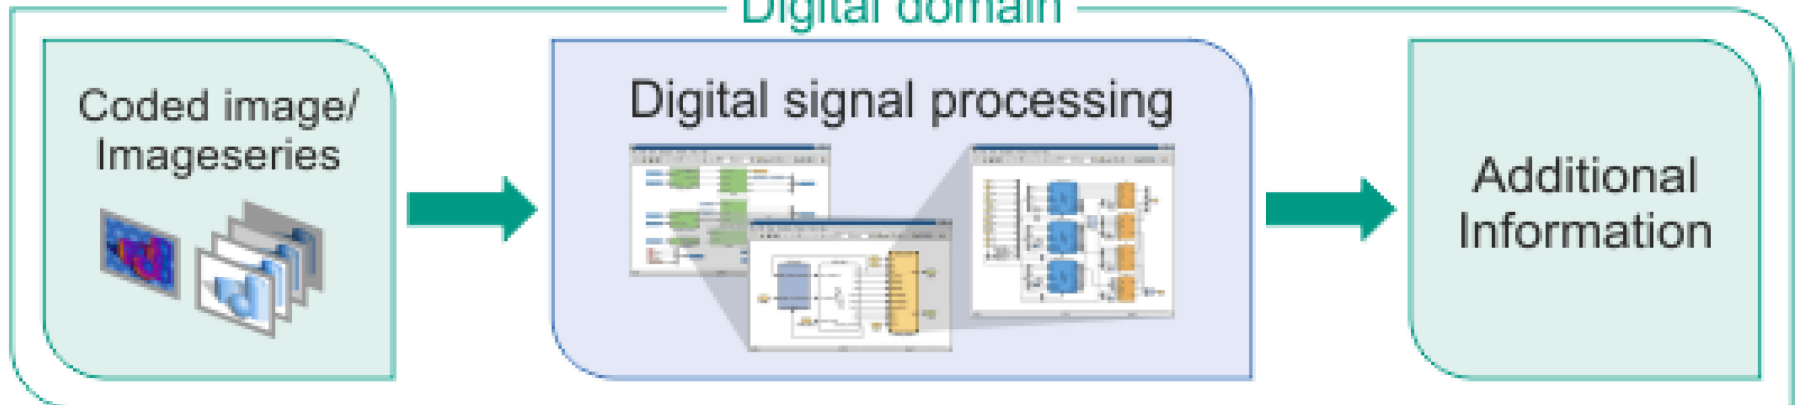 Digital domain
Coded image/
Imageseries
Digital signal processing
Additional
Information